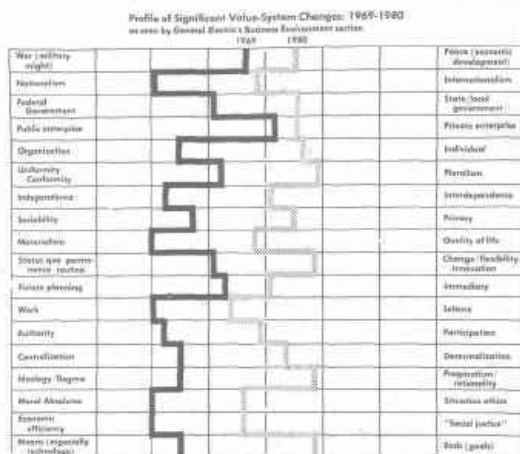 Profile of Significant Value-System Changes: 1969-1980
as seen by General Electric's Business Environment section
1969 1980
War (military might) Peace (economic development)
Nationalism Internationalism
Federal Government State/local government
Public enterprise Private enterprise
Organization Individual
Uniformity Conformity Pluralism
Independence Interdependence
Sociability Privacy
Materialism Quality of life
Status quo permanence routine Change/flexibility innovation
Future planning Immediacy
Work Leisure
Authority Participation
Centralization Decentralization
Ideology Dogma Pragmatism rationality
Moral Absolutes Situation ethics
Economic efficiency "Social justice"
Means (especially technology) Ends (goals)